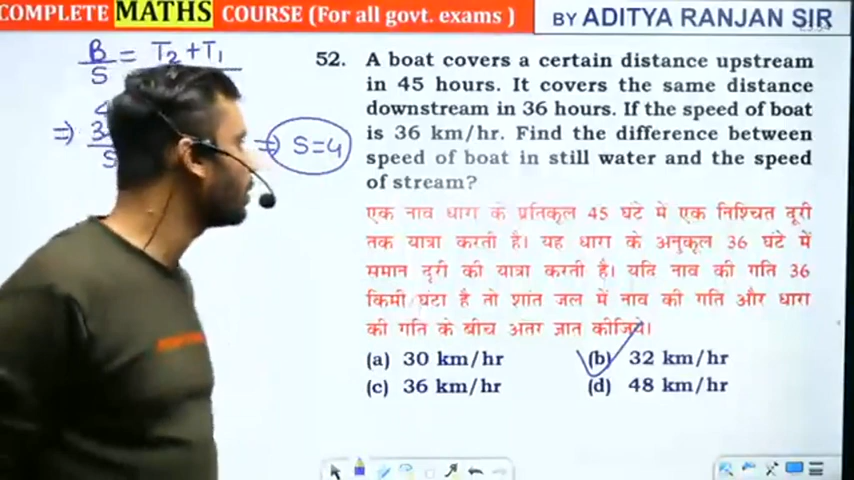 COMPLETE MATHS COURSE (For all govt. exams )
BY ADITYA RANJAN SIR
B/S = T₂+T₁
⇒
⇒ S=4
52. A boat covers a certain distance upstream
in 45 hours. It covers the same distance
downstream in 36 hours. If the speed of boat
is 36 km/hr. Find the difference between
speed of boat in still water and the speed
of stream?
एक नाव धारा के प्रतिकूल 45 घंटे में एक निश्चित दूरी
तक यात्रा करती है। यह धारा के अनुकूल 36 घंटे में
समान दूरी की यात्रा करती है। यदि नाव की गति 36
किमी/घंटा है तो शांत जल में नाव की गति और धारा
की गति के बीच अंतर ज्ञात कीजिये।
(a) 30 km/hr (b) 32 km/hr
(c) 36 km/hr (d) 48 km/hr